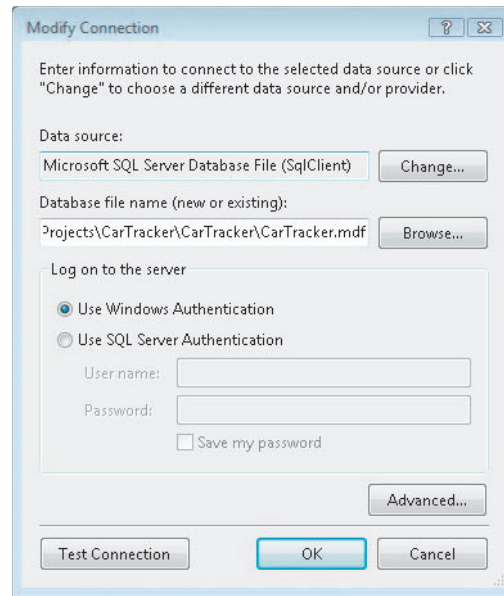 Modify Connection
Enter information to connect to the selected data source or click
"Change" to choose a different data source and/or provider.
Data source:
Microsoft SQL Server Database File (SqlClient)
Change...
Database file name (new or existing):
Projects\CarTracker\CarTracker\CarTracker.mdf
Browse...
Log on to the server
Use Windows Authentication
Use SQL Server Authentication
User name:
Password:
Save my password
Advanced...
Test Connection
OK
Cancel